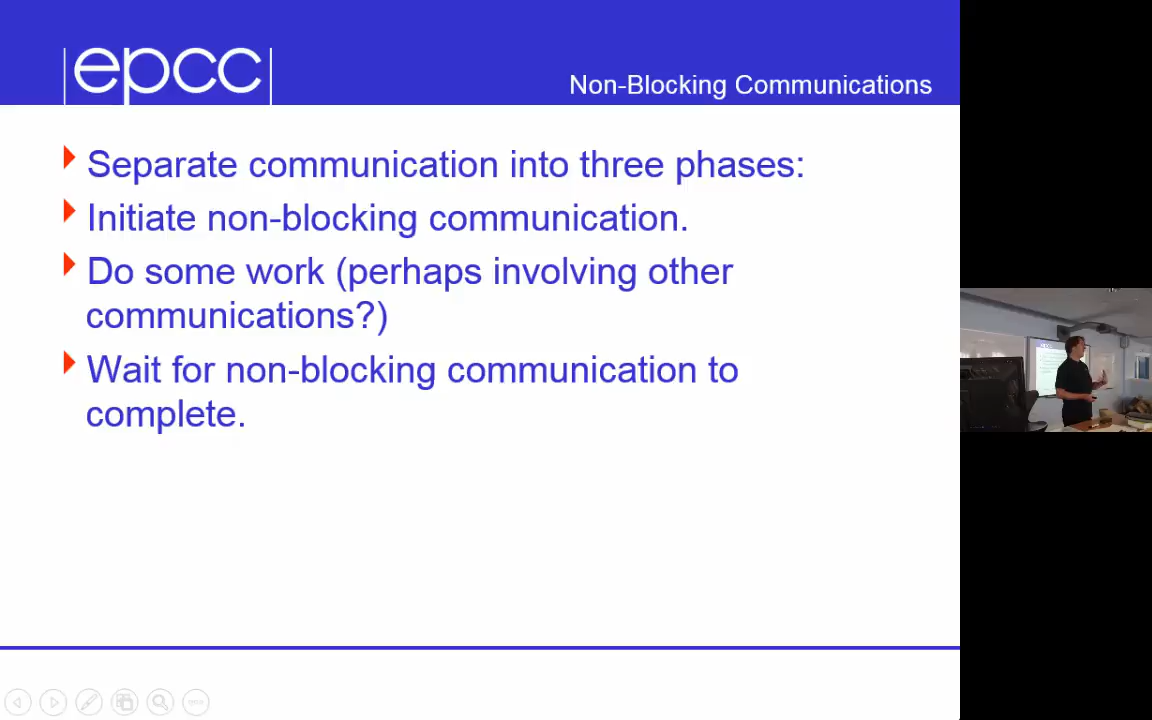 epcc
Non-Blocking Communications
Separate communication into three phases:
Initiate non-blocking communication.
Do some work (perhaps involving other
communications?)
Wait for non-blocking communication to
complete.